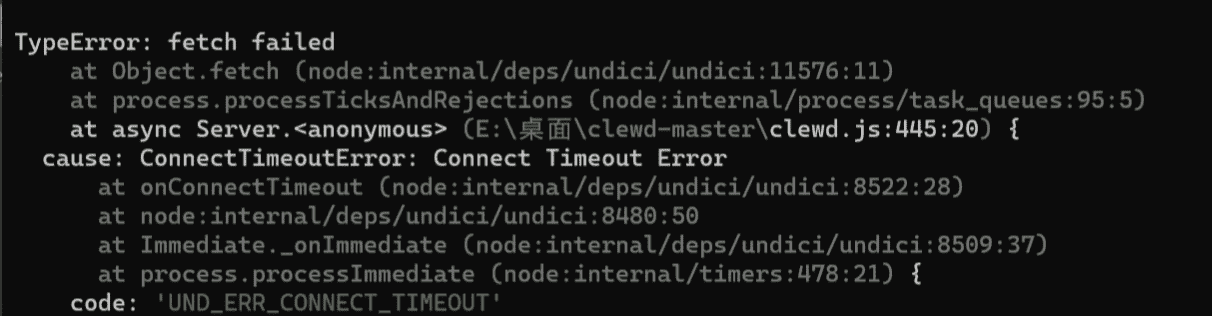 TypeError: fetch failed
at Object.fetch (node:internal/deps/undici/undici:11576:11)
at process.processTicksAndRejections (node:internal/process/task_queues:95:5)
at async Server.<anonymous> (E:\桌面\clewd-master\clewd.js:445:20) {
cause: ConnectTimeoutError: Connect Timeout Error
at onConnectTimeout (node:internal/deps/undici/undici:8522:28)
at node:internal/deps/undici/undici:8480:50
at Immediate._onImmediate (node:internal/deps/undici/undici:8509:37)
at process.processImmediate (node:internal/timers:478:21) {
code: 'UND_ERR_CONNECT_TIMEOUT'